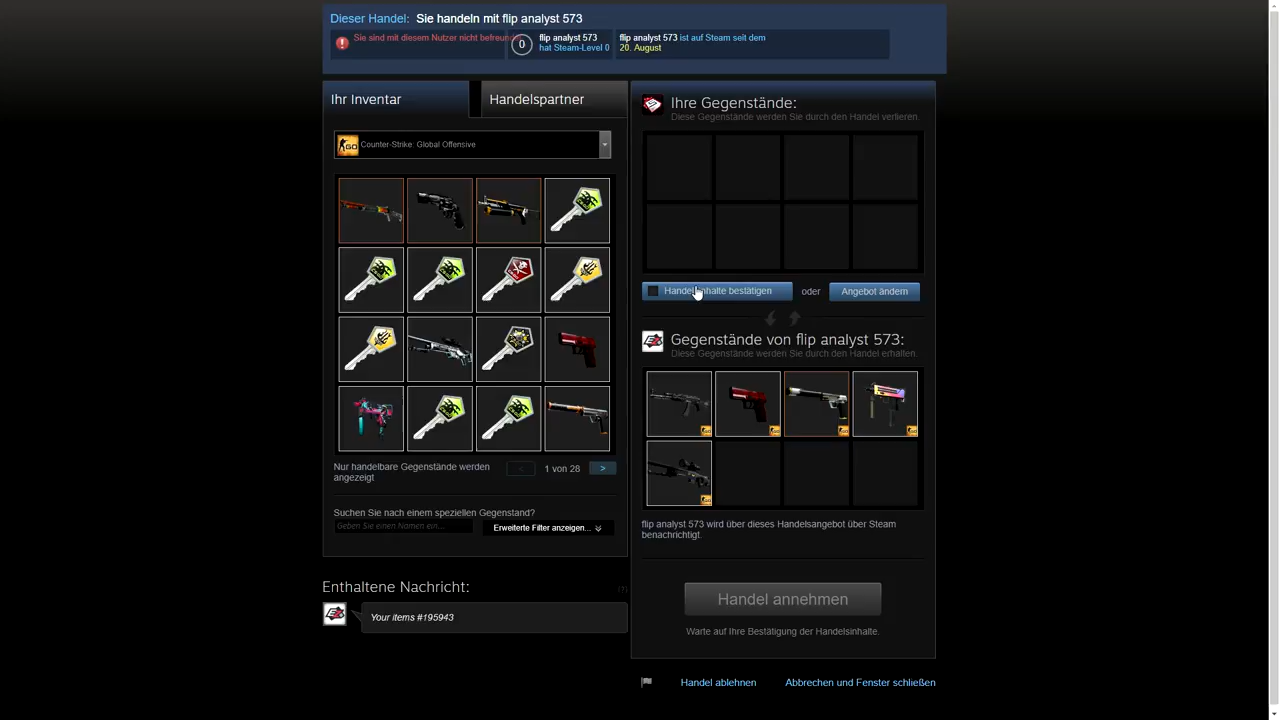 Dieser Handel: Sie handeln mit flip analyst 573
Sie sind mit diesem Nutzer nicht befreundet
0
flip analyst 573
hat Steam-Level 0
flip analyst 573 ist auf Steam seit dem
20. August
Ihr Inventar
Handelspartner
Counter-Strike: Global Offensive
Nur handelbare Gegenstände werden
angezeigt
<
1 von 28
>
Suchen Sie nach einem speziellen Gegenstand?
Geben Sie einen Namen ein...
Erweiterte Filter anzeigen...
Enthaltene Nachricht:
[?]
Your items #195943
Ihre Gegenstände:
Diese Gegenstände werden Sie durch den Handel verlieren.
Handelsinhalte bestätigen
oder
Angebot ändern
Gegenstände von flip analyst 573:
Diese Gegenstände werden Sie durch den Handel erhalten.
flip analyst 573 wird über dieses Handelsangebot über Steam
benachrichtigt.
Handel annehmen
Warte auf Ihre Bestätigung der Handelsinhalte.
Handel ablehnen
Abbrechen und Fenster schließen